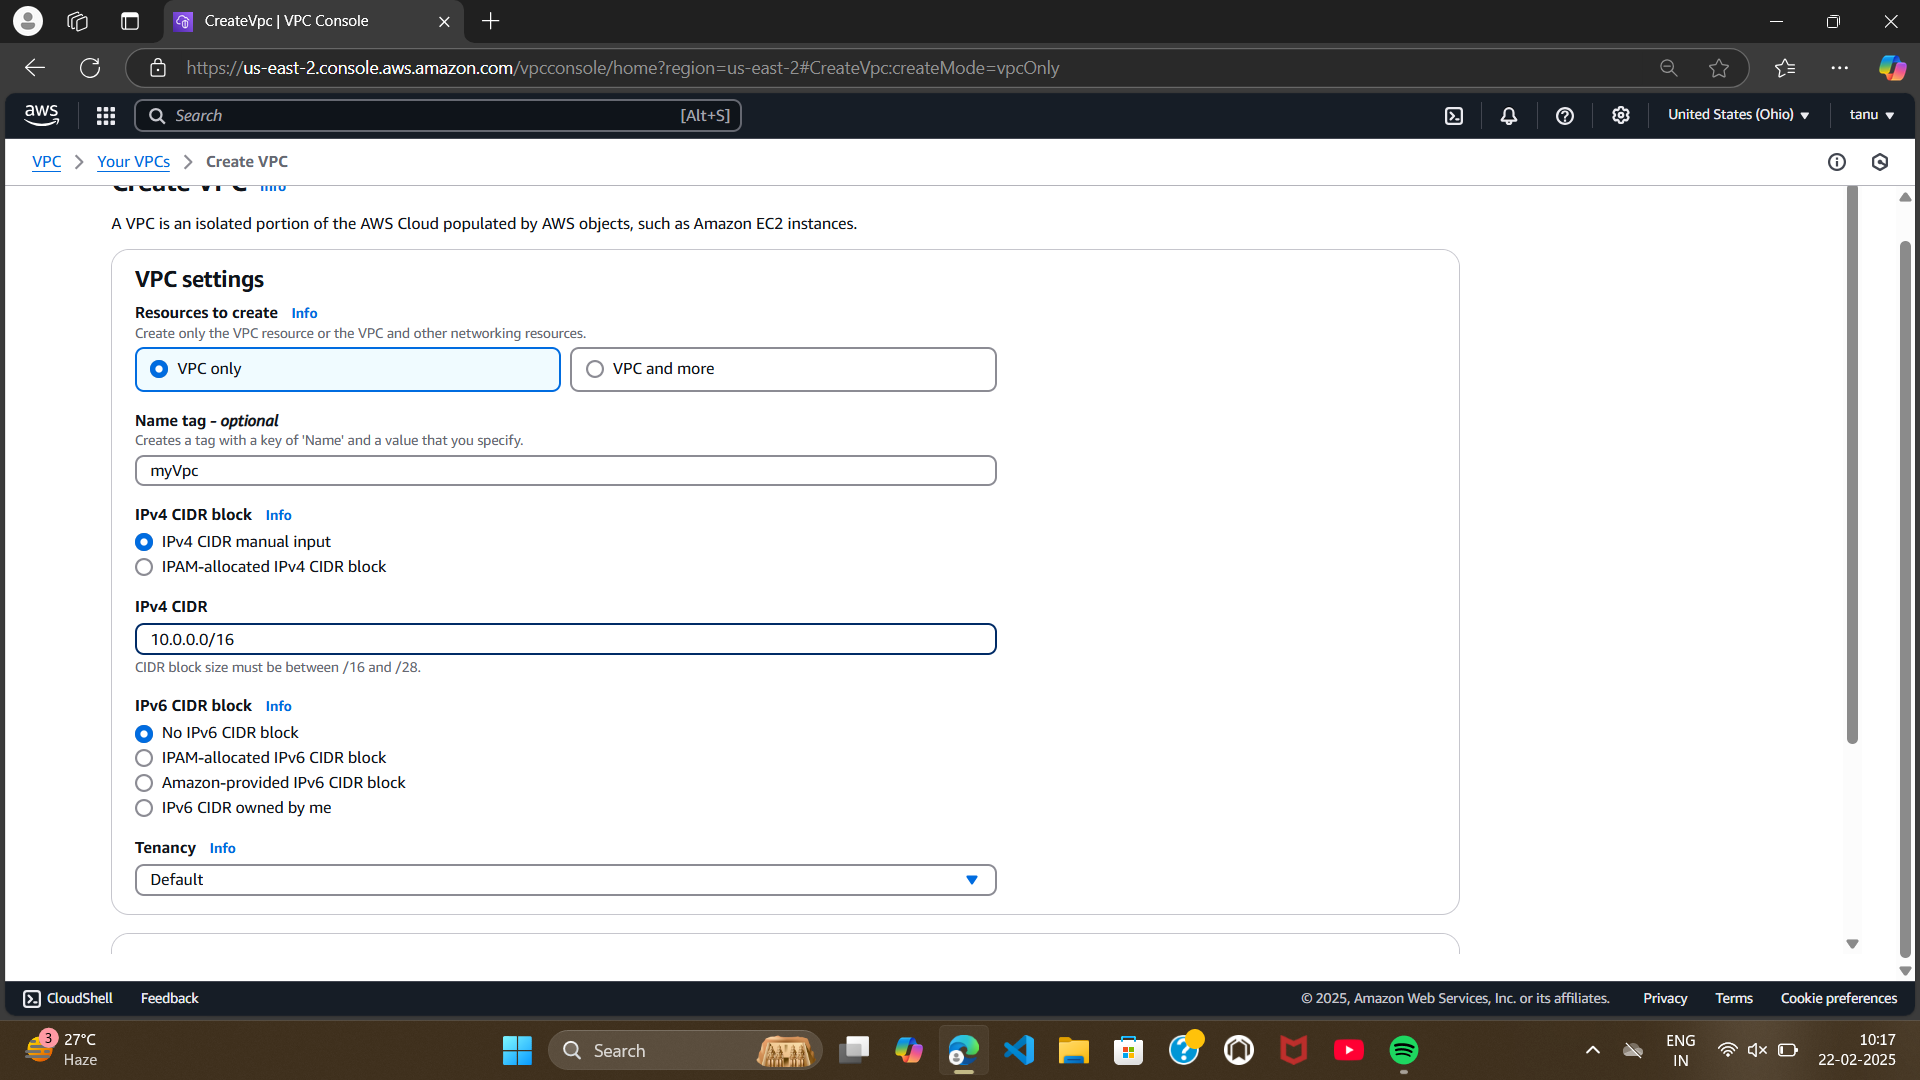 CreateVpc | VPC Console
https://us-east-2.console.aws.amazon.com/vpcconsole/home?region=us-east-2#CreateVpc:createMode=vpcOnly
aws
Search [Alt+S]
United States (Ohio)
tanu
VPC
Your VPCs
Create VPC
Create VPC Info
A VPC is an isolated portion of the AWS Cloud populated by AWS objects, such as Amazon EC2 instances.
VPC settings
Resources to create Info
Create only the VPC resource or the VPC and other networking resources.
VPC only
VPC and more
Name tag - optional
Creates a tag with a key of 'Name' and a value that you specify.
myVpc
IPv4 CIDR block Info
IPv4 CIDR manual input
IPAM-allocated IPv4 CIDR block
IPv4 CIDR
10.0.0.0/16
CIDR block size must be between /16 and /28.
IPv6 CIDR block Info
No IPv6 CIDR block
IPAM-allocated IPv6 CIDR block
Amazon-provided IPv6 CIDR block
IPv6 CIDR owned by me
Tenancy Info
Default
CloudShell
Feedback
© 2025, Amazon Web Services, Inc. or its affiliates.
Privacy
Terms
Cookie preferences
3
27°C
Haze
Search
ENG
IN
10:17
22-02-2025